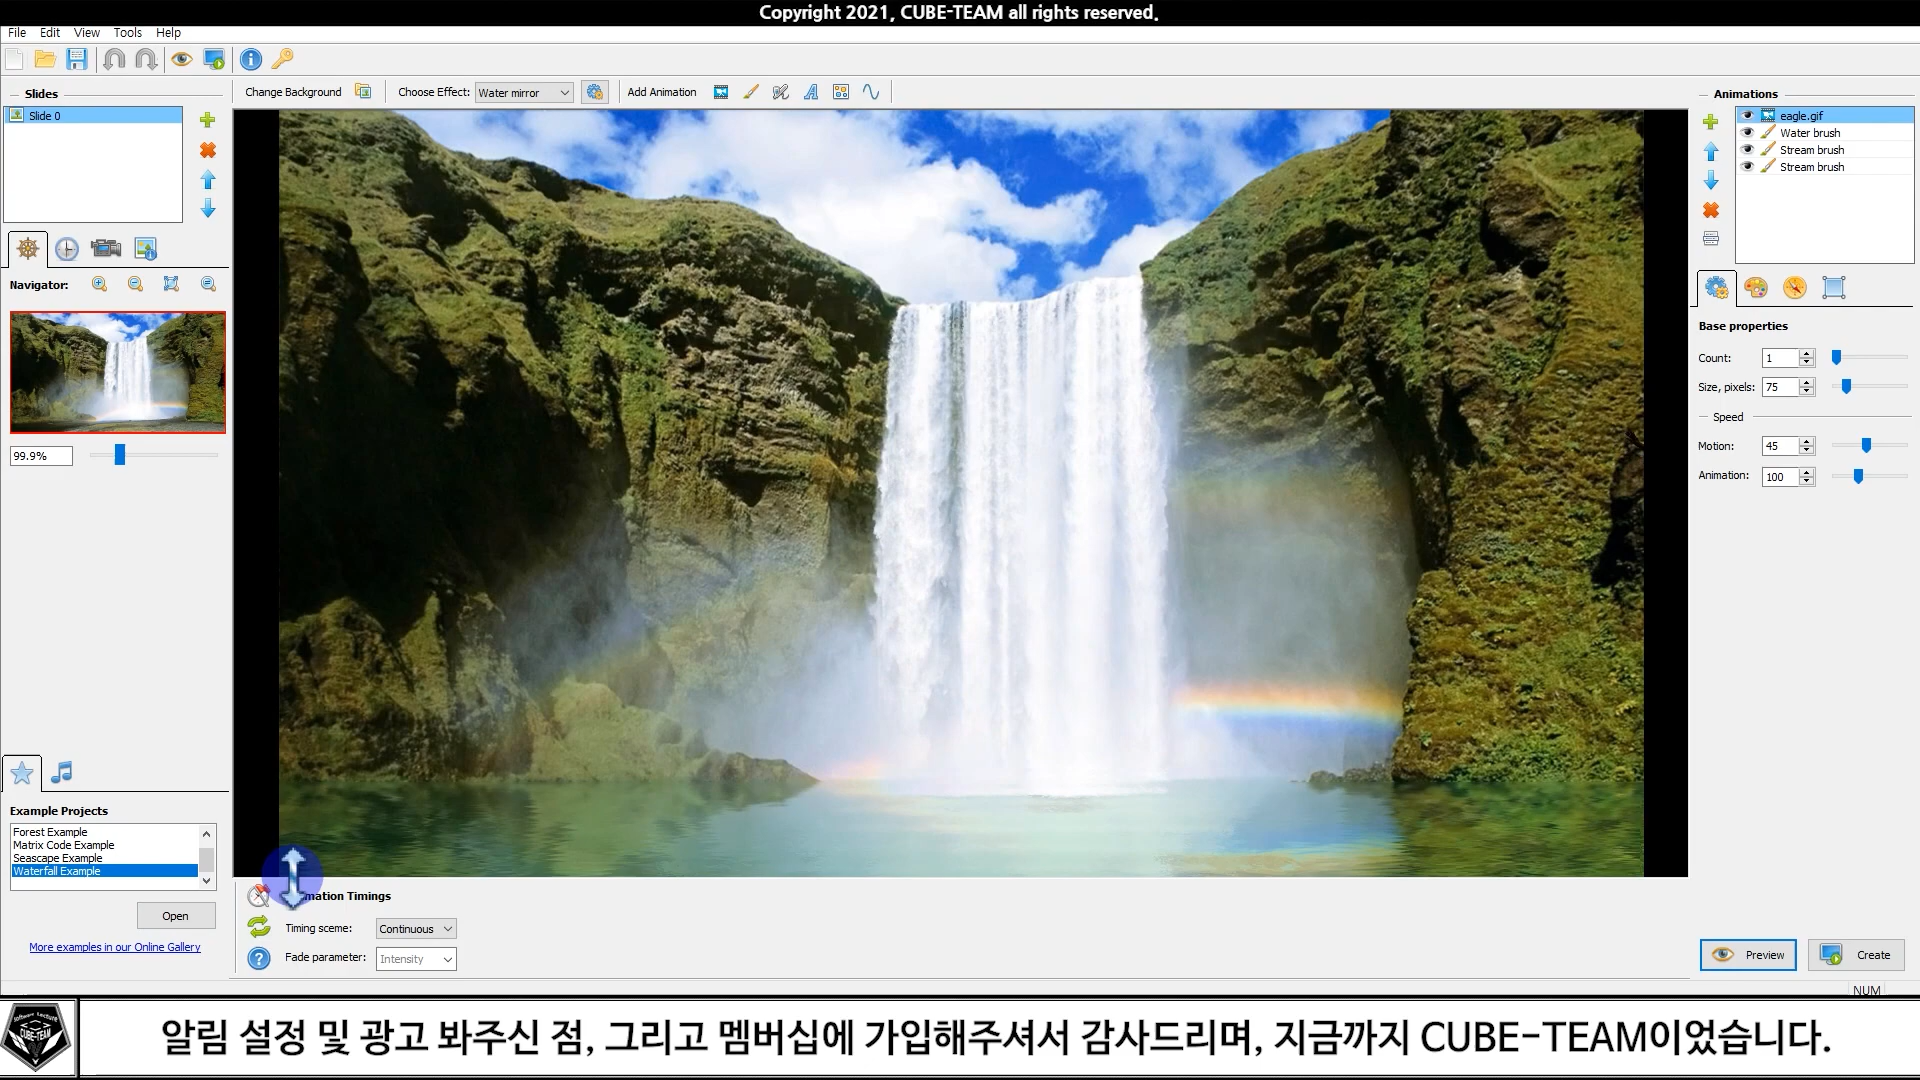 Copyright 2021, CUBE-TEAM all rights reserved.
File Edit View Tools Help
Slides
Slide 0
Change Background
Choose Effect: Water mirror
Add Animation
Animations
eagle.gif
Water brush
Stream brush
Stream brush
Navigator:
99.9%
Base properties
Count: 1
Size, pixels: 75
Speed
Motion: 45
Animation: 100
Example Projects
Forest Example
Matrix Code Example
Seascape Example
Waterfall Example
Open
More examples in our Online Gallery
Timings
Timing sceme: Continuous
Fade parameter: Intensity
Preview
Create
NUM
Software Lecture
CUBE-TEAM
알림 설정 및 광고 봐주신 점, 그리고 멤버십에 가입해주셔서 감사드리며, 지금까지 CUBE-TEAM이었습니다.